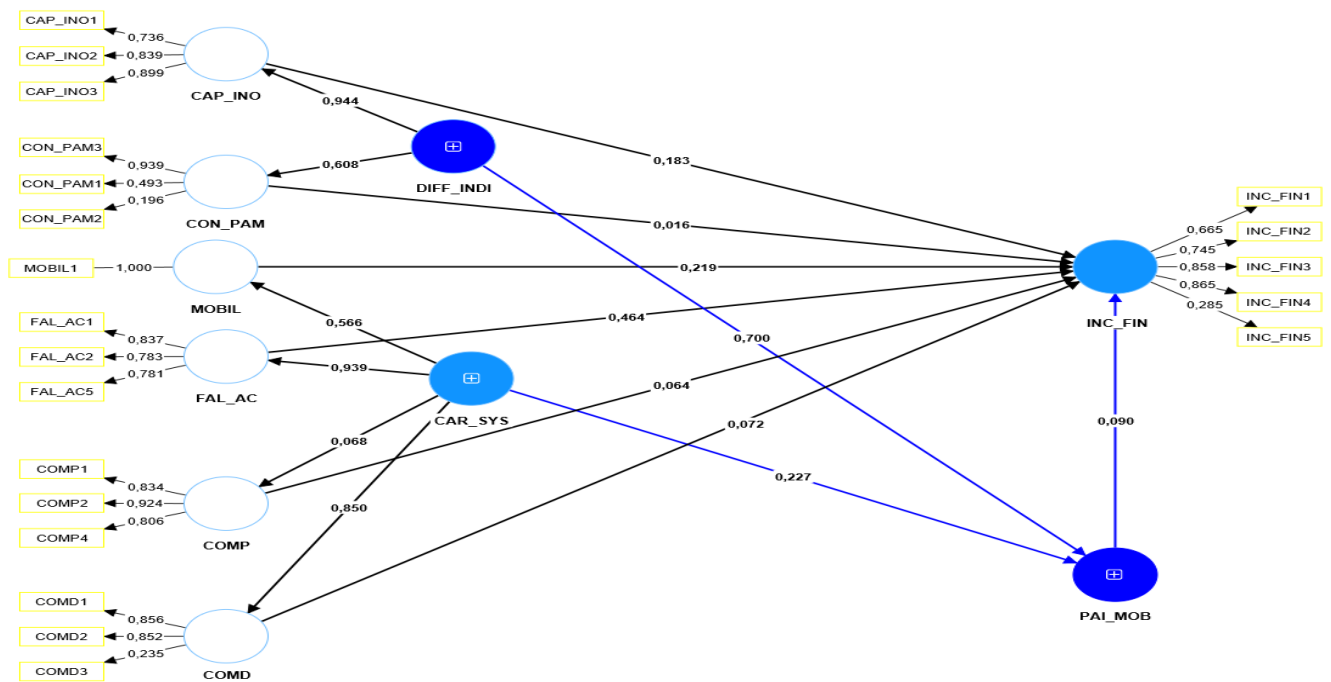 CAP_INO1
0,736
CAP_INO2
0,839
CAP_INO3
0,899
CAP_INO
0,944
DIFF_INDI
0,183
CON_PAM3
0,939
CON_PAM1
0,493
CON_PAM2
0,196
CON_PAM
0,608
0,016
MOBIL1
1,000
MOBIL
0,219
0,566
FAL_AC1
0,837
FAL_AC2
0,783
FAL_AC5
0,781
FAL_AC
0,939
0,464
CAR_SYS
0,700
0,064
0,068
0,072
COMP1
0,834
COMP2
0,924
COMP4
0,806
COMP
0,850
0,227
COMD1
0,856
COMD2
0,852
COMD3
0,235
COMD
INC_FIN
0,665
INC_FIN1
0,745
INC_FIN2
0,858
INC_FIN3
0,865
INC_FIN4
0,285
INC_FIN5
0,090
PAI_MOB